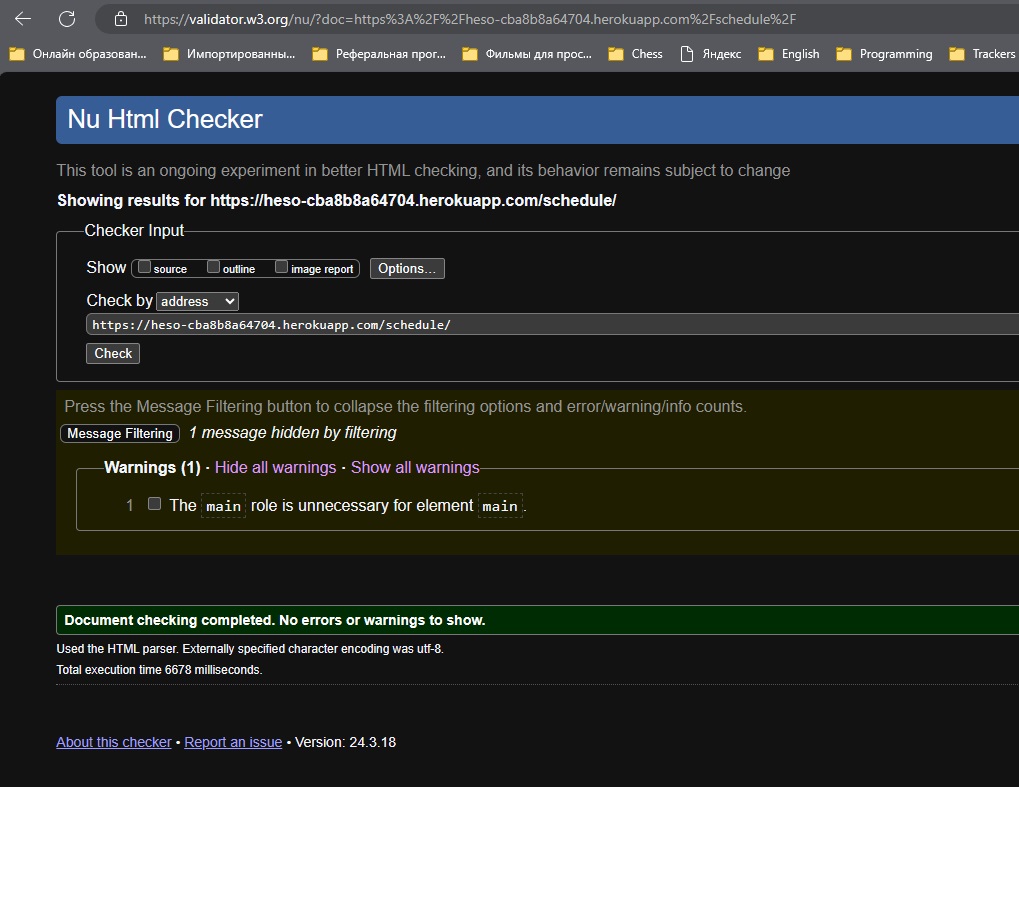 https://validator.w3.org/nu/?doc=https%3A%2F%2Fheso-cba8b8a64704.herokuapp.com%2Fschedule%2F
Онлайн образован... Импортированны... Реферальная прог... Фильмы для прос... Chess Яндекс English Programming Trackers
Nu Html Checker
This tool is an ongoing experiment in better HTML checking, and its behavior remains subject to change
Showing results for https://heso-cba8b8a64704.herokuapp.com/schedule/
Checker Input
Show source outline image report Options...
Check by address
https://heso-cba8b8a64704.herokuapp.com/schedule/
Check
Press the Message Filtering button to collapse the filtering options and error/warning/info counts.
Message Filtering 1 message hidden by filtering
Warnings (1) · Hide all warnings · Show all warnings
1 The main role is unnecessary for element main.
Document checking completed. No errors or warnings to show.
Used the HTML parser. Externally specified character encoding was utf-8.
Total execution time 6678 milliseconds.
About this checker • Report an issue • Version: 24.3.18